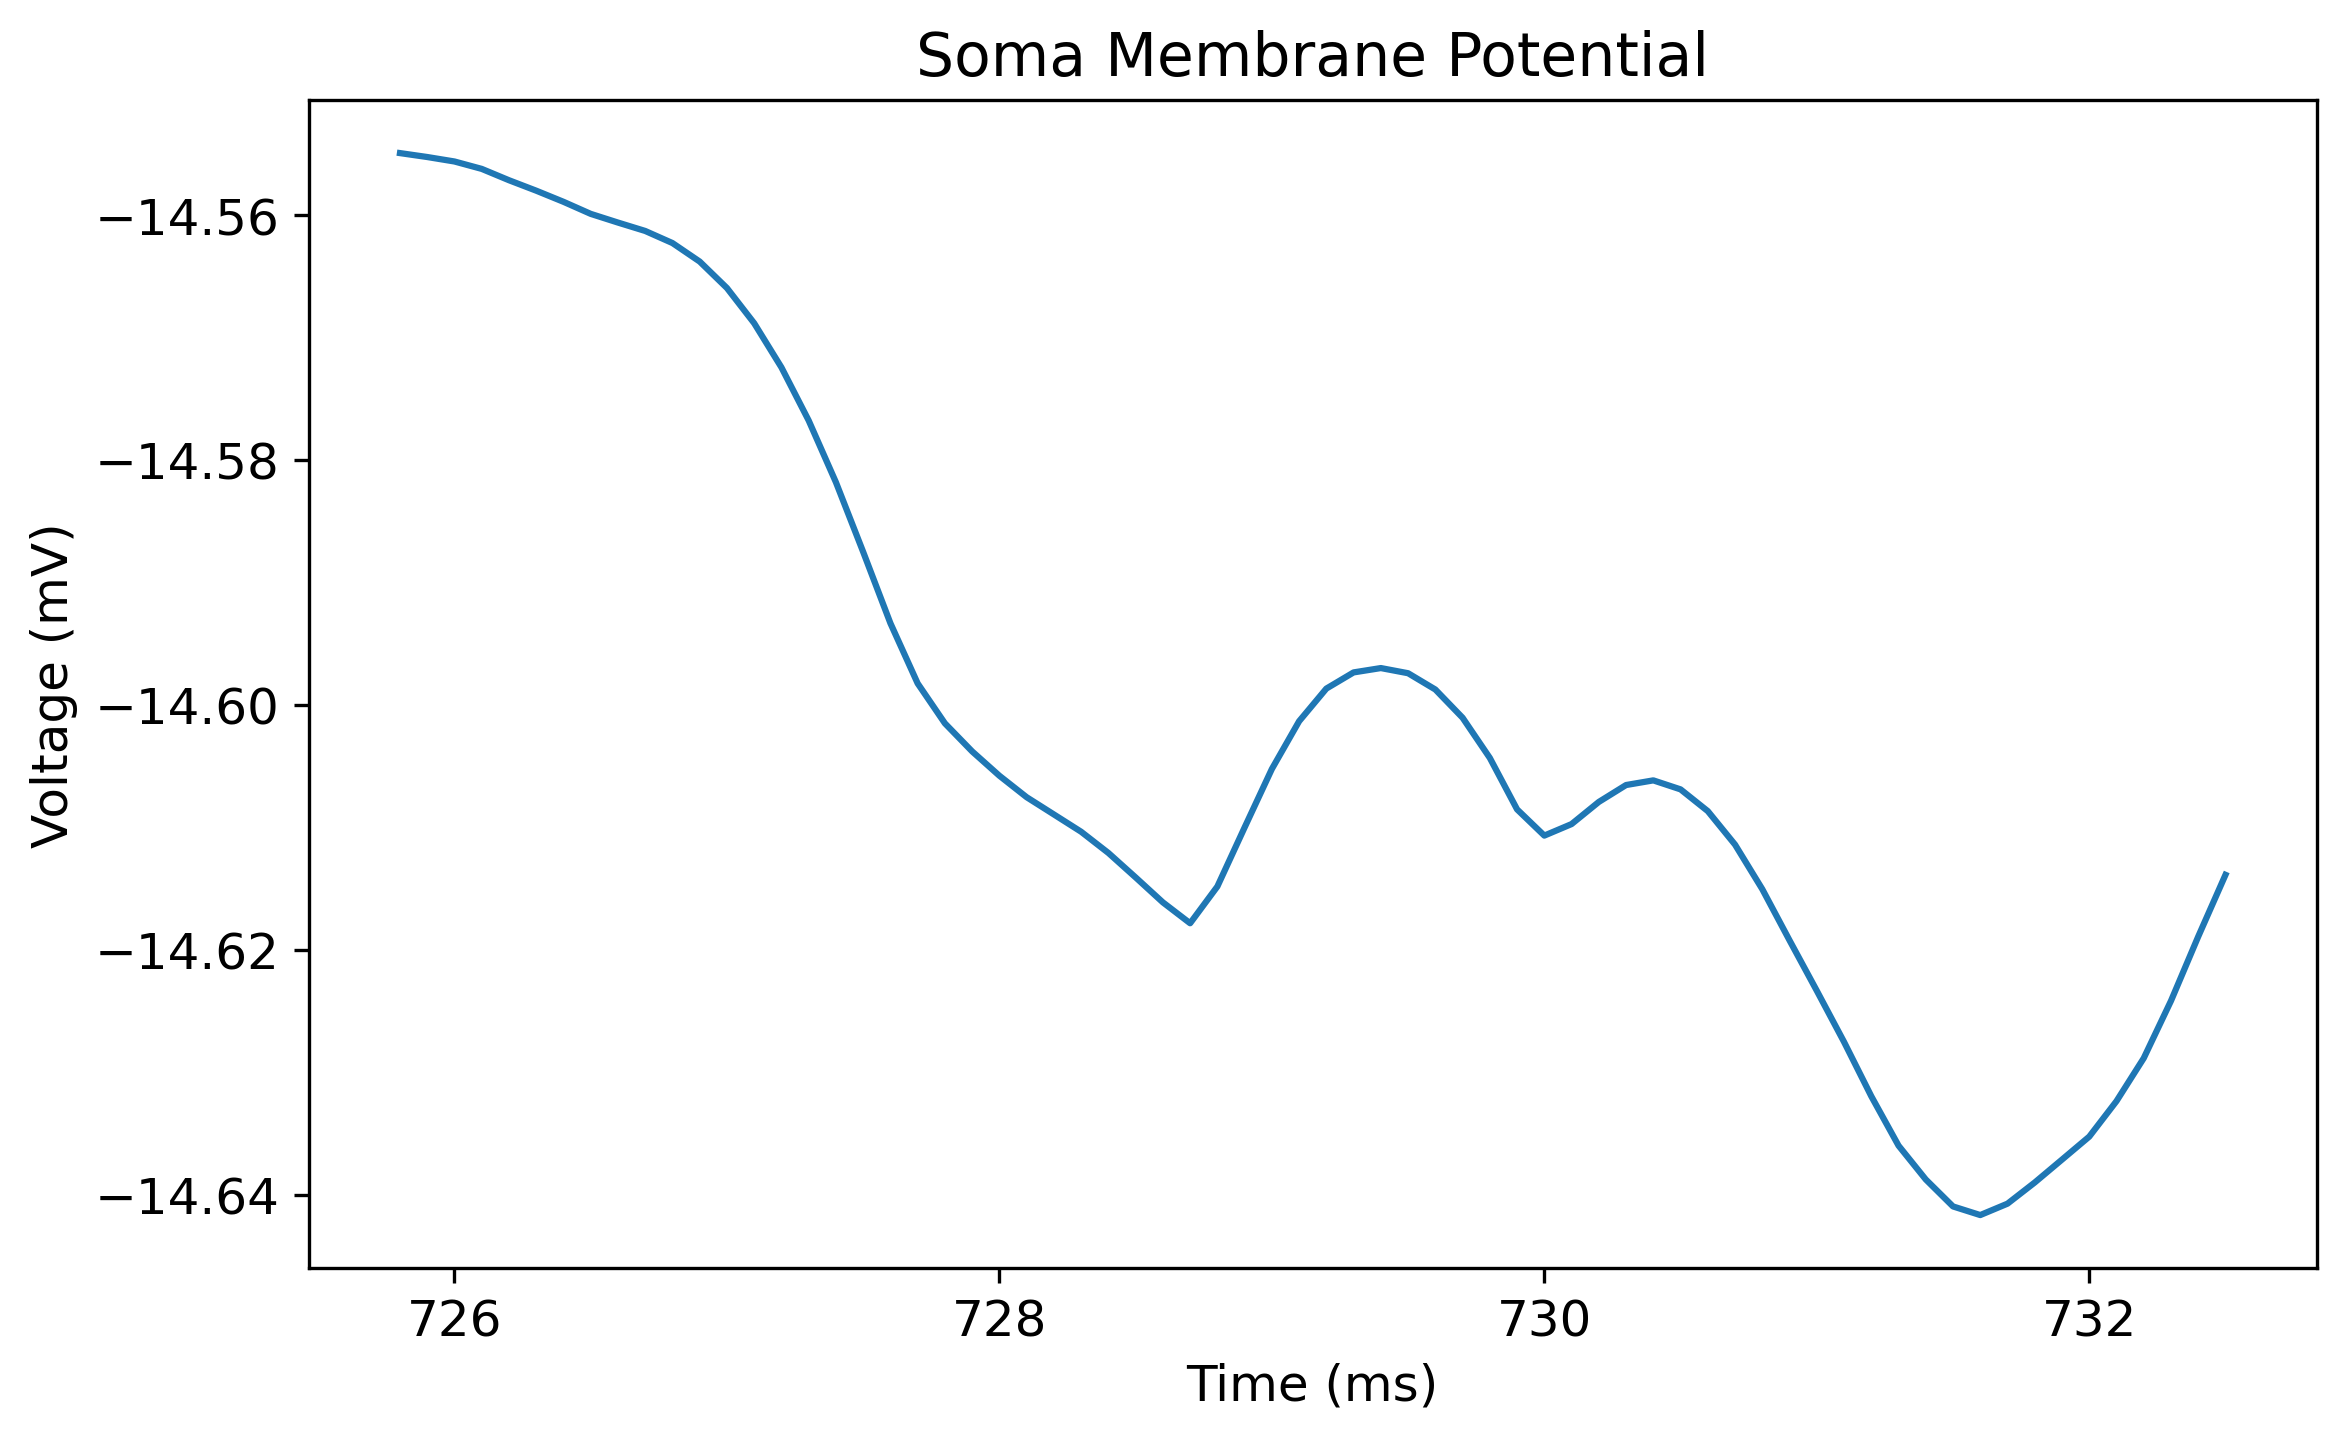 Soma Membrane Potential
Voltage (mV)
−14.56
−14.58
−14.60
−14.62
−14.64
726 728 730 732
Time (ms)